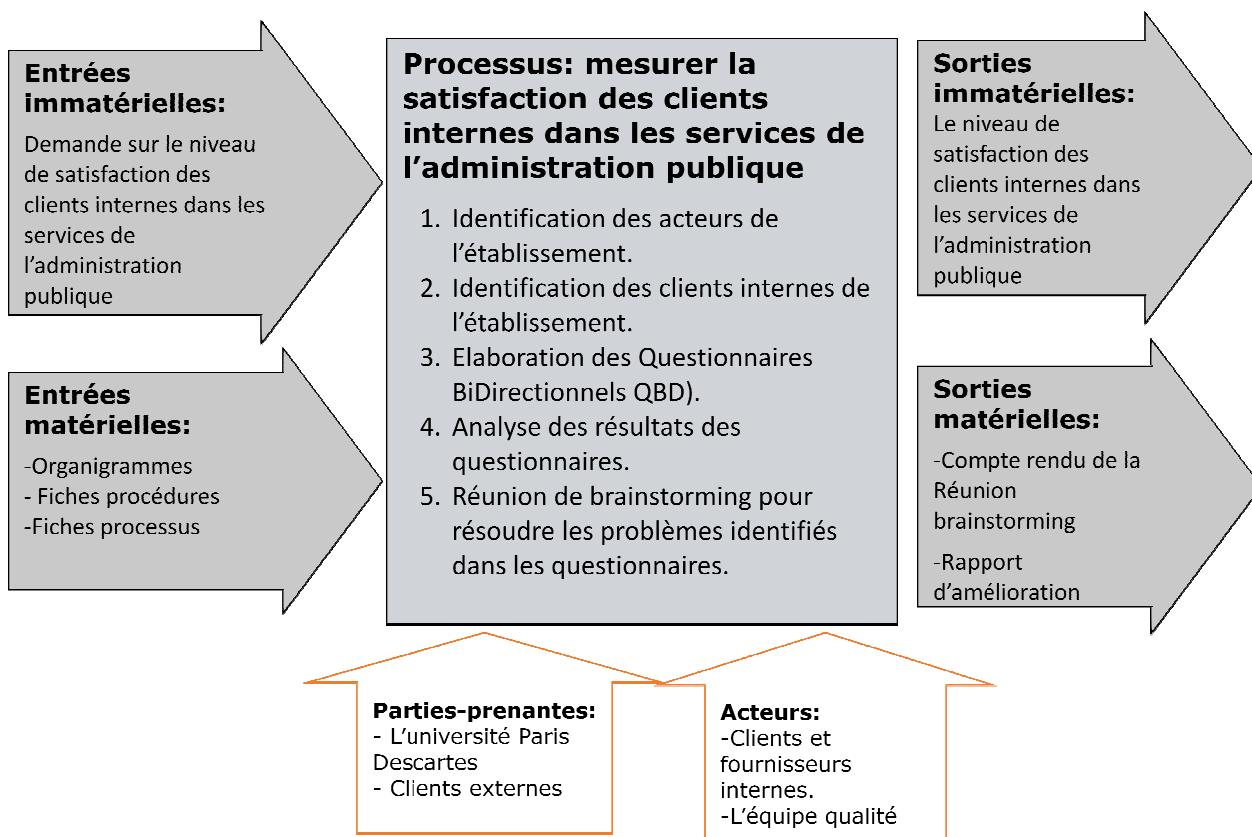 Entrées
immatérielles:
Demande sur le niveau
de satisfaction des
clients internes dans les
services de
l’administration
publique
Entrées
matérielles:
-Organigrammes
- Fiches procédures
-Fiches processus
Processus: mesurer la
satisfaction des clients
internes dans les services de
l’administration publique
1. Identification des acteurs de
l’établissement.
2. Identification des clients internes de
l’établissement.
3. Elaboration des Questionnaires
BiDirectionnels QBD).
4. Analyse des résultats des
questionnaires.
5. Réunion de brainstorming pour
résoudre les problèmes identifiés
dans les questionnaires.
Sorties
immatérielles:
Le niveau de
satisfaction des
clients internes dans
les services de
l’administration
publique
Sorties
matérielles:
-Compte rendu de la
Réunion
brainstorming
-Rapport
d’amélioration
Parties-prenantes:
- L’université Paris
Descartes
- Clients externes
Acteurs:
-Clients et
fournisseurs
internes.
-L’équipe qualité